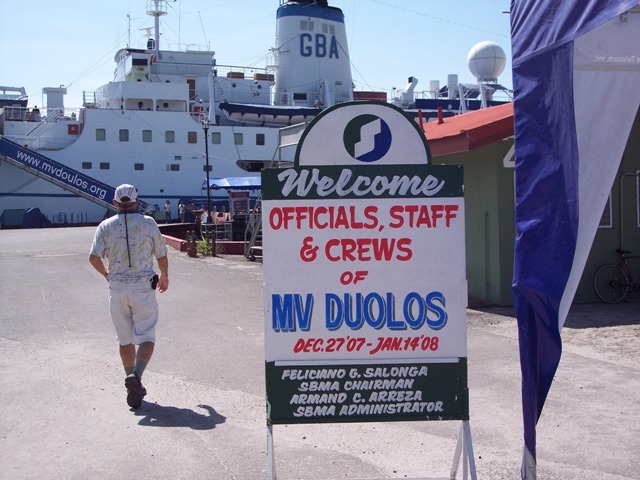 GBA
www.mvdoulos.org
Welcome
OFFICIALS, STAFF
& CREWS
OF
MV DUOLOS
DEC. 27'07 - JAN. 14'08
FELICIANO G. SALONGA
SBMA CHAIRMAN
ARMAND C. ARREZA
SBMA ADMINISTRATOR